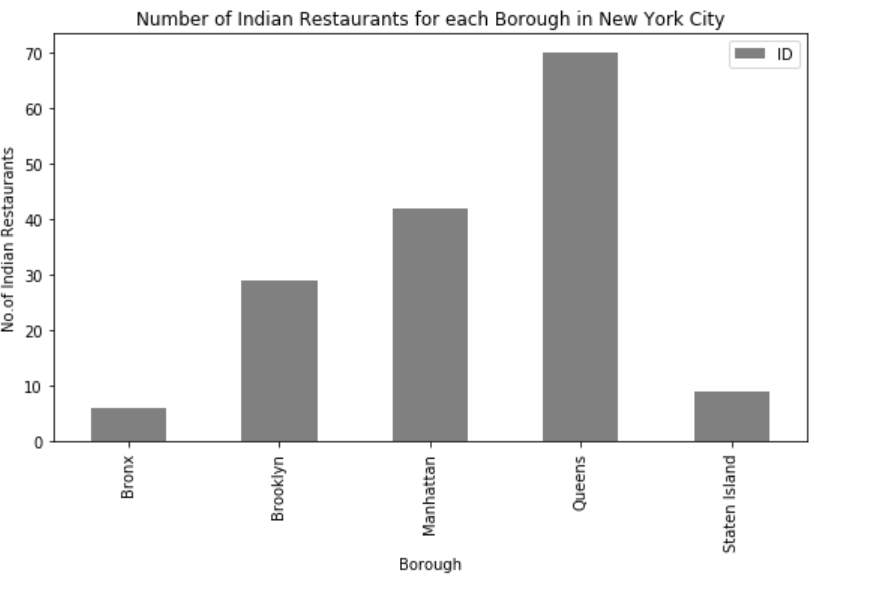 Number of Indian Restaurants for each Borough in New York City
ID
70
60
50
40
30
20
10
0
No.of Indian Restaurants
Bronx
Brooklyn
Manhattan
Queens
Staten Island
Borough